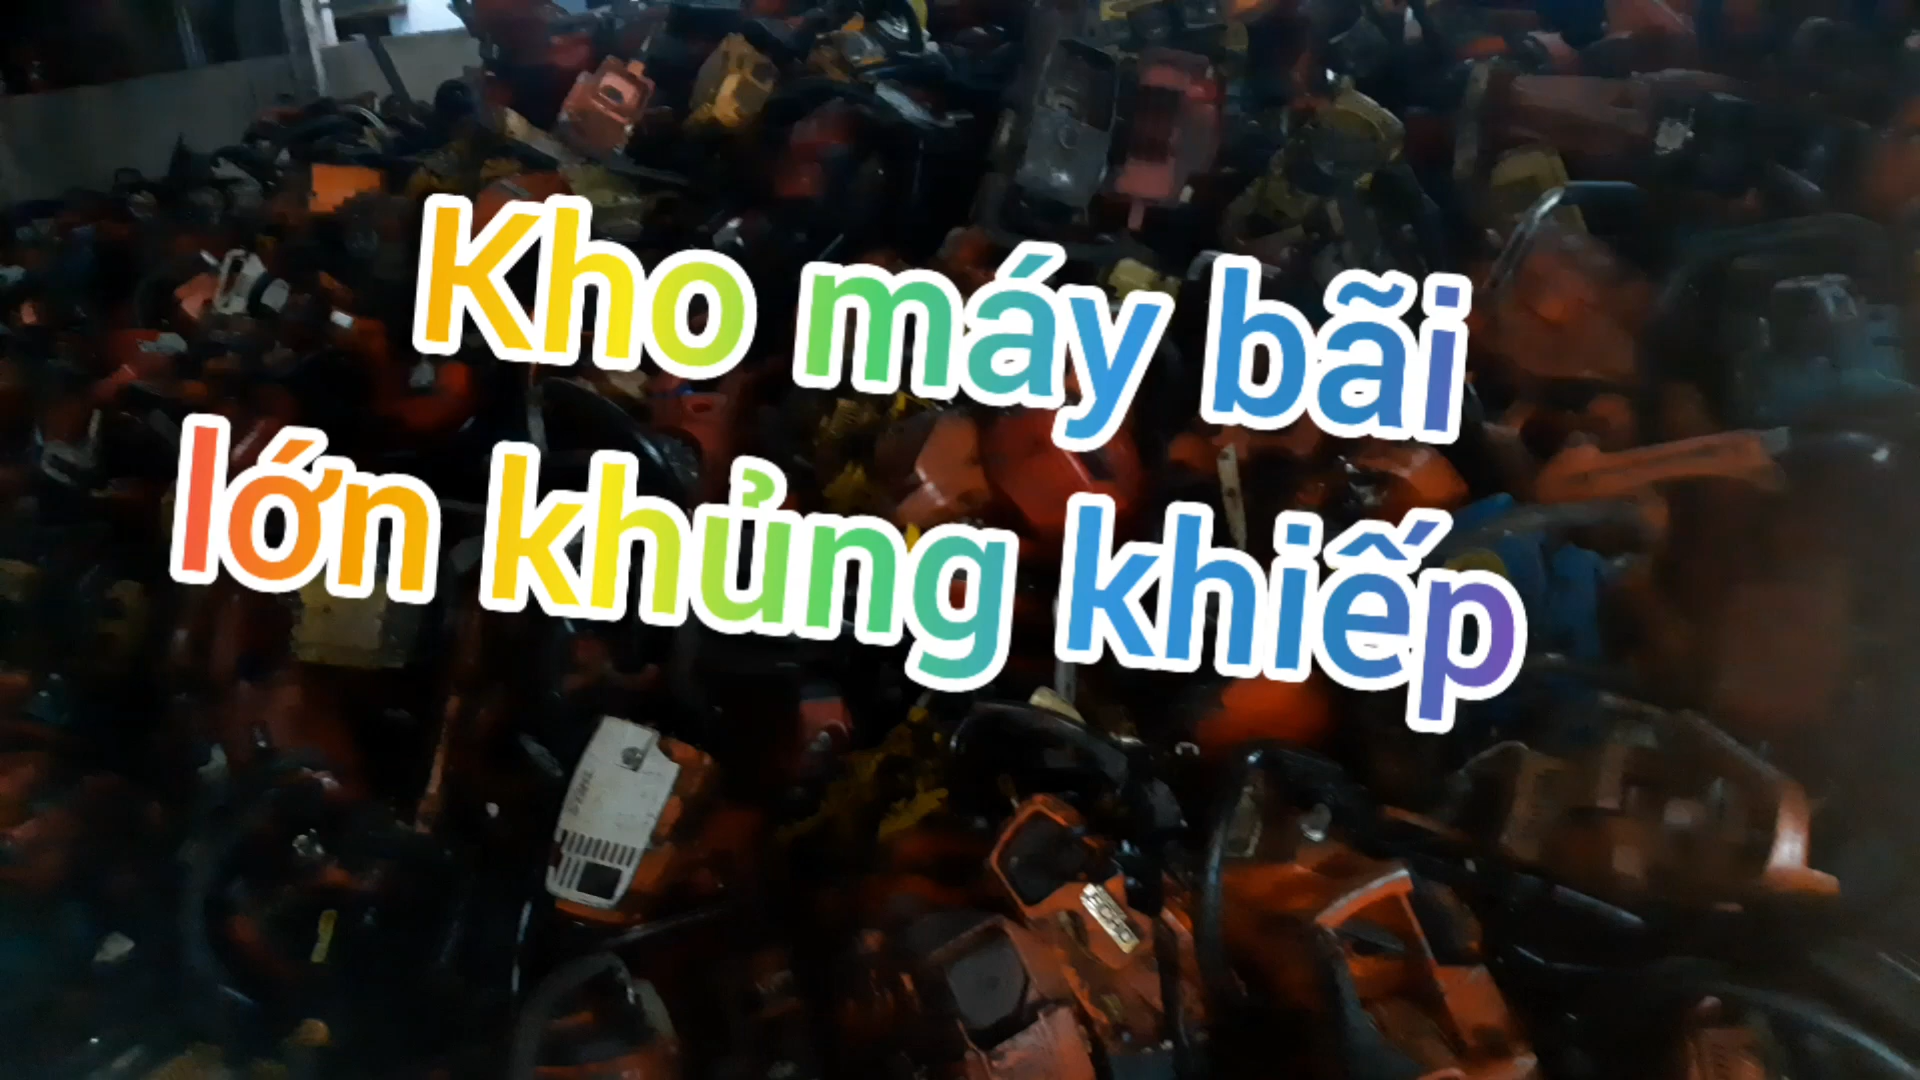 Kho máy bãi
lớn khủng khiếp